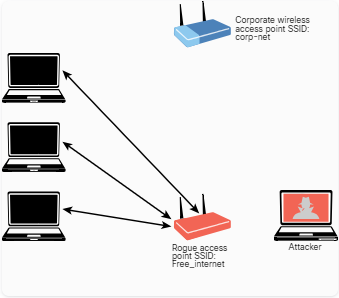 Corporate wireless
access point SSID:
corp-net
Rogue access
point SSID:
Free_internet
Attacker